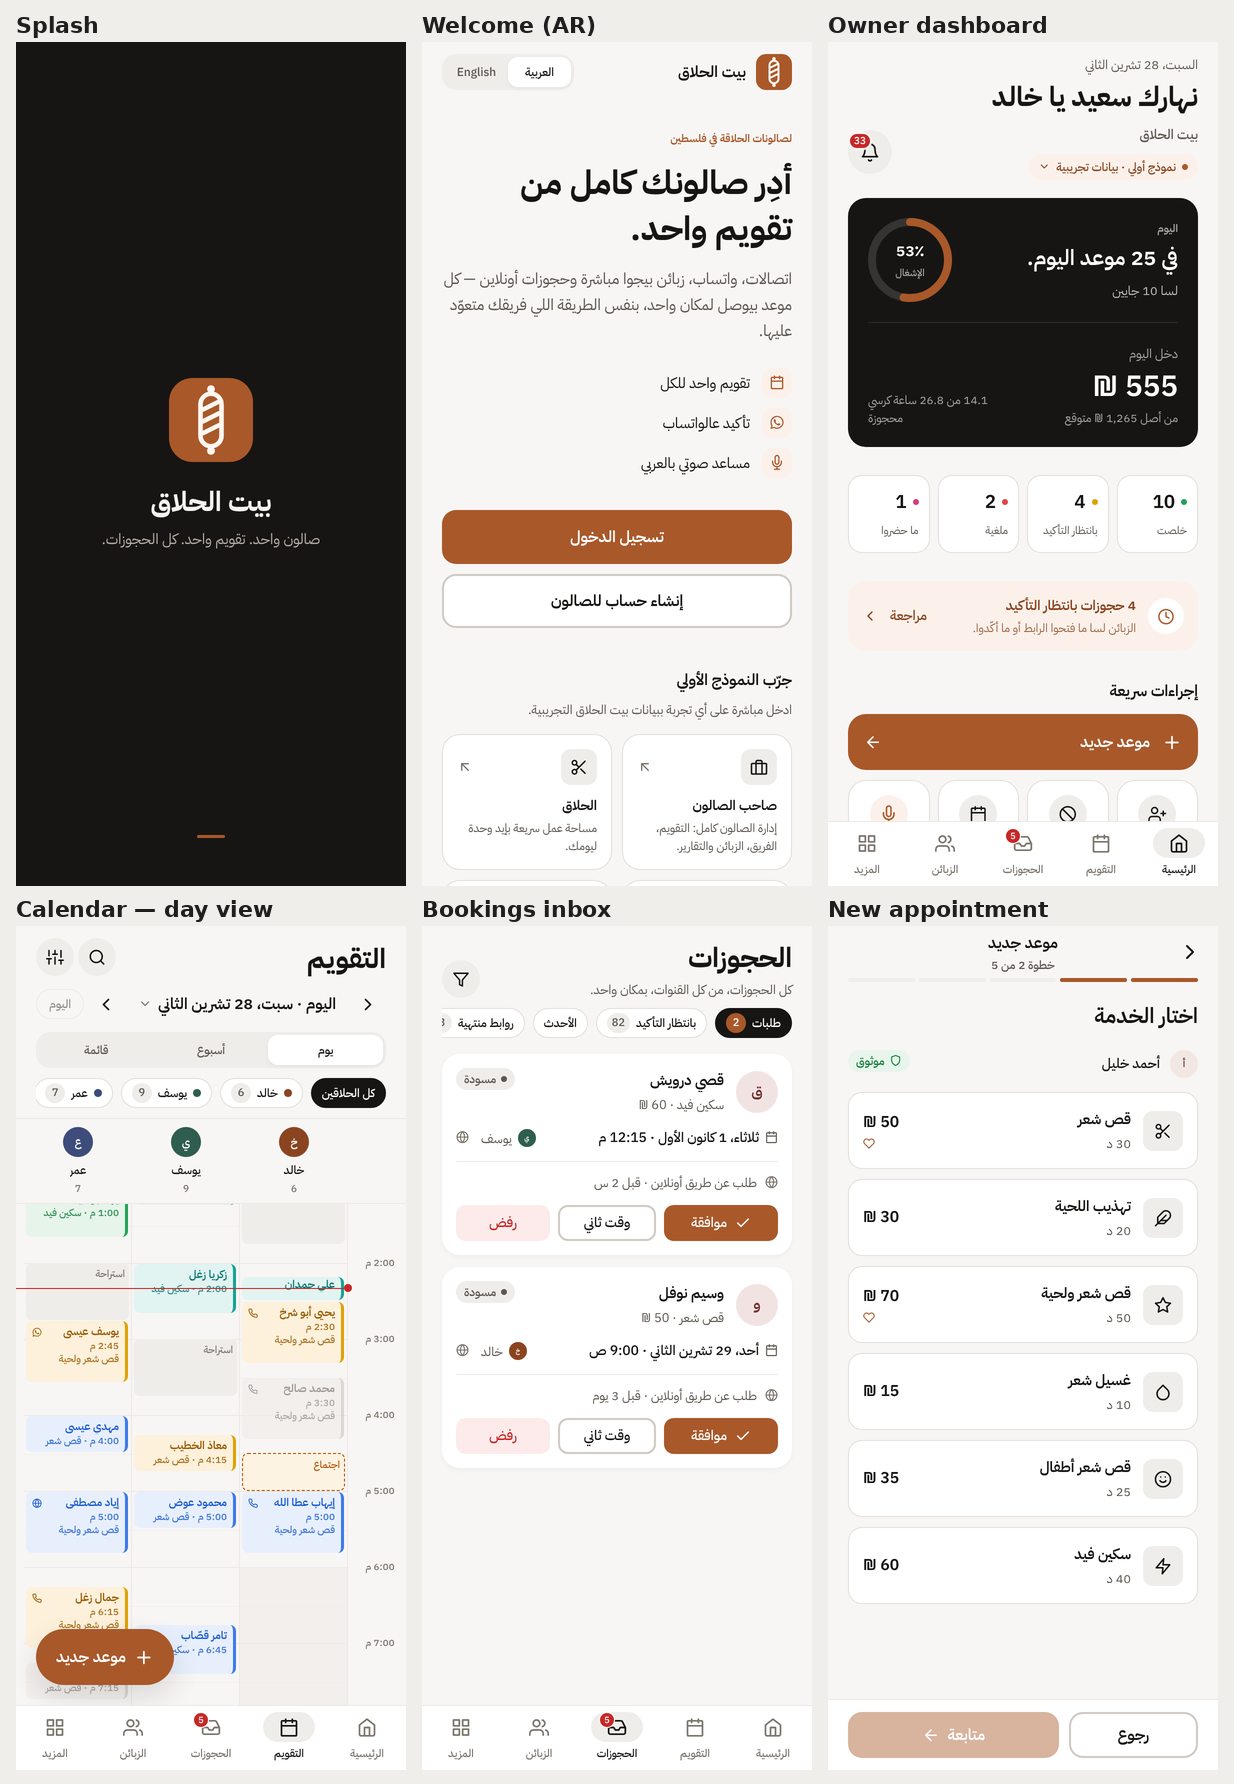 Splash
بيت الحلاق
صالون واحد. تقويم واحد. كل الحجوزات.
Welcome (AR)
بيت الحلاق
العربية
English
لصالونات الحلاقة في فلسطين
أدِر صالونك كامل من
تقويم واحد.
اتصالات، واتساب، زبائن بيجوا مباشرة وحجوزات أونلاين — كل
موعد بيوصل لمكان واحد، بنفس الطريقة اللي فريقك متعوّد
عليها.
تقويم واحد للكل
تأكيد عالواتساب
مساعد صوتي بالعربي
تسجيل الدخول
إنشاء حساب للصالون
جرّب النموذج الأولي
ادخل مباشرة على أي تجربة ببيانات بيت الحلاق التجريبية.
صاحب الصالون
إدارة الصالون كامل: التقويم،
الفريق، الزبائن والتقارير.
الحلاق
مساحة عمل سريعة بإيد وحدة
ليومك.
Owner dashboard
السبت، 28 تشرين الثاني
نهارك سعيد يا خالد
بيت الحلاق
33
نموذج أولي · بيانات تجريبية
اليوم
في 25 موعد اليوم.
لسا 10 جايين
53٪
الإشغال
دخل اليوم
555 ₪
من أصل 1,265 ₪ متوقع
14.1 من 26.8 ساعة كرسي
محجوزة
10
خلصت
4
بانتظار التأكيد
2
ملغية
1
ما حضروا
4 حجوزات بانتظار التأكيد
الزبائن لسا ما فتحوا الرابط أو ما أكّدوا.
مراجعة
إجراءات سريعة
موعد جديد
الرئيسية
التقويم
5
الحجوزات
الزبائن
المزيد
Calendar — day view
التقويم
اليوم · سبت، 28 تشرين الثاني
اليوم
يوم
أسبوع
قائمة
كل الحلاقين
خالد 6
يوسف 9
عمر 7
خ
خالد
6
ي
يوسف
9
ع
عمر
7
1:00 م · سكين فيد
2:00 م
استراحة
زكريا زغل
2:00 م · سكين فيد
علي حمدان
يحيى أبو شرخ
2:30 م
قص شعر ولحية
يوسف عيسى
2:45 م
قص شعر ولحية
3:00 م
استراحة
محمد صالح
3:30 م
قص شعر ولحية
4:00 م
مهدي عيسى
4:00 م · قص شعر
معاذ الخطيب
4:15 م · قص شعر
اجتماع
5:00 م
إيهاب عطا الله
5:00 م
قص شعر ولحية
محمود عوض
5:00 م · قص شعر
إياد مصطفى
5:00 م
قص شعر ولحية
6:00 م
جمال زغل
6:15 م
قص شعر ولحية
تامر قصّاب
6:45 م · سكين
7:00 م
7:15 م · قص شعر
موعد جديد
الرئيسية
التقويم
5
الحجوزات
الزبائن
المزيد
Bookings inbox
الحجوزات
كل الحجوزات، من كل القنوات، بمكان واحد.
طلبات 2
بانتظار التأكيد 82
الأحدث
روابط منتهية
ق
قصي درويش
سكين فيد · 60 ₪
مسودة
ثلاثاء، 1 كانون الأول · 12:15 م
ي
يوسف
طلب عن طريق أونلاين · قبل 2 س
موافقة
وقت ثاني
رفض
و
وسيم نوفل
قص شعر · 50 ₪
مسودة
أحد، 29 تشرين الثاني · 9:00 ص
خ
خالد
طلب عن طريق أونلاين · قبل 3 يوم
موافقة
وقت ثاني
رفض
الرئيسية
التقويم
5
الحجوزات
الزبائن
المزيد
New appointment
موعد جديد
خطوة 2 من 5
اختار الخدمة
أ
أحمد خليل
موثوق
قص شعر
30 د
50 ₪
تهذيب اللحية
20 د
30 ₪
قص شعر ولحية
50 د
70 ₪
غسيل شعر
10 د
15 ₪
قص شعر أطفال
25 د
35 ₪
سكين فيد
40 د
60 ₪
رجوع
متابعة